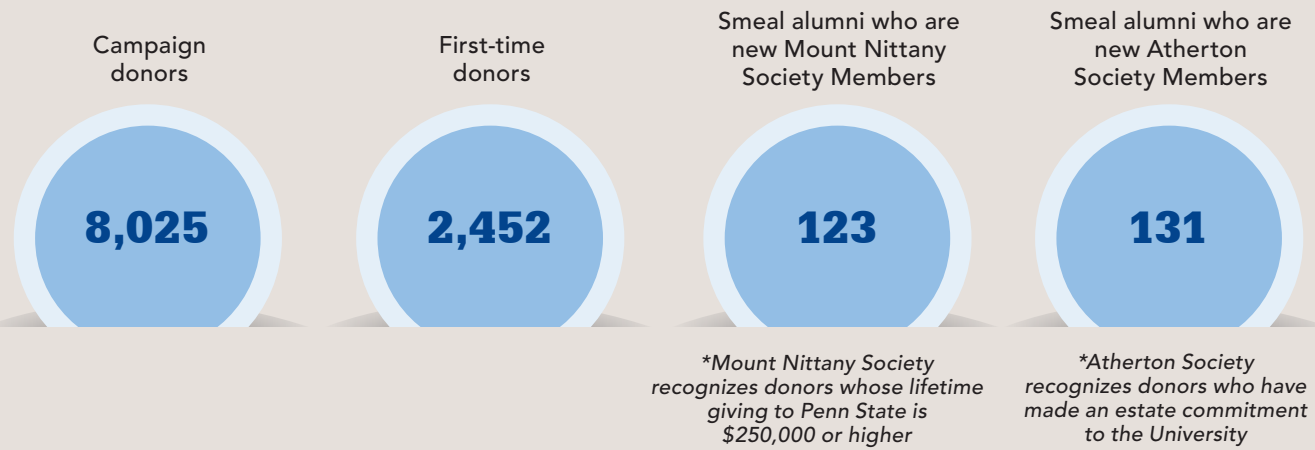 Campaign
donors
8,025
First-time
donors
2,452
Smeal alumni who are
new Mount Nittany
Society Members
123
*Mount Nittany Society
recognizes donors whose lifetime
giving to Penn State is
$250,000 or higher
Smeal alumni who are
new Atherton
Society Members
131
*Atherton Society
recognizes donors who have
made an estate commitment
to the University